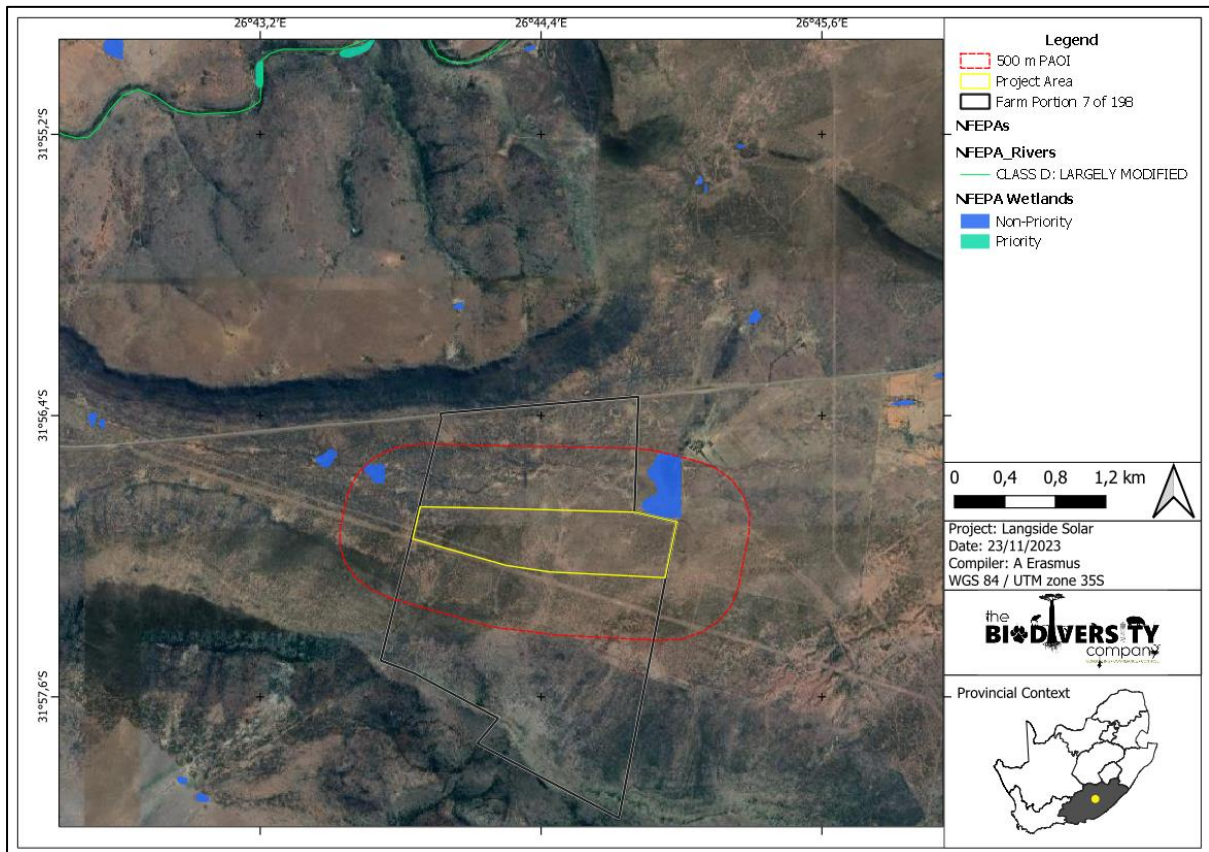 26°43,2'E
26°44,4'E
26°45,6'E
31°55,2'S
31°56,4'S
31°57,6'S
Legend
500 m PAOI
Project Area
Farm Portion 7 of 198
NFEPAs
NFEPA_Rivers
CLASS D: LARGELY MODIFIED
NFEPA Wetlands
Non-Priority
Priority
0 0,4 0,8 1,2 km
Project: Langside Solar
Date: 23/11/2023
Compiler: A Erasmus
WGS 84 / UTM zone 35S
the
BIODIVERSITY
company
Provincial Context